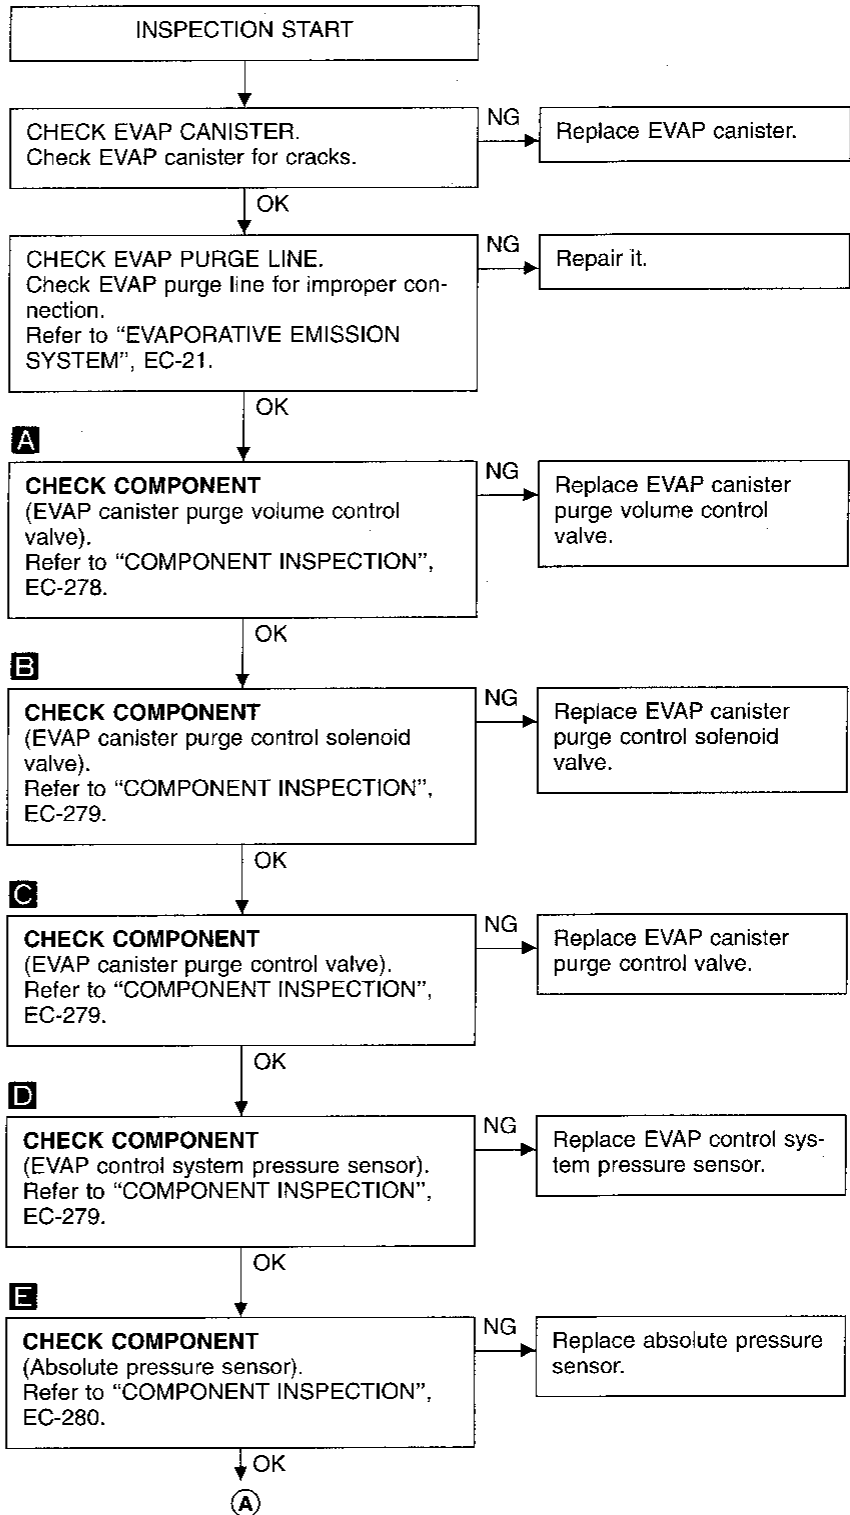 INSPECTION START
CHECK EVAP CANISTER.
Check EVAP canister for cracks.
NG
Replace EVAP canister.
OK
CHECK EVAP PURGE LINE.
Check EVAP purge line for improper con-
nection.
Refer to “EVAPORATIVE EMISSION
SYSTEM”, EC-21.
NG
Repair it.
OK
A
CHECK COMPONENT
(EVAP canister purge volume control
valve).
Refer to “COMPONENT INSPECTION”,
EC-278.
NG
Replace EVAP canister
purge volume control
valve.
OK
B
CHECK COMPONENT
(EVAP canister purge control solenoid
valve).
Refer to “COMPONENT INSPECTION”,
EC-279.
NG
Replace EVAP canister
purge control solenoid
valve.
OK
C
CHECK COMPONENT
(EVAP canister purge control valve).
Refer to “COMPONENT INSPECTION”,
EC-279.
NG
Replace EVAP canister
purge control valve.
OK
D
CHECK COMPONENT
(EVAP control system pressure sensor).
Refer to “COMPONENT INSPECTION”,
EC-279.
NG
Replace EVAP control sys-
tem pressure sensor.
OK
E
CHECK COMPONENT
(Absolute pressure sensor).
Refer to “COMPONENT INSPECTION”,
EC-280.
NG
Replace absolute pressure
sensor.
OK
A